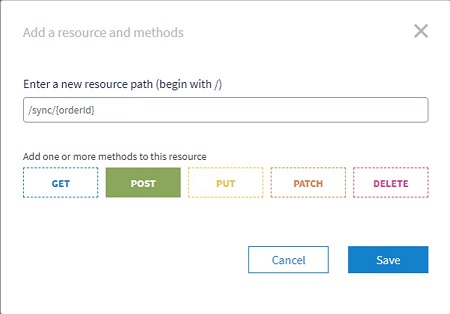 Add a resource and methods
Enter a new resource path (begin with /)
/sync/{orderId}
Add one or more methods to this resource
GET POST PUT PATCH DELETE
Cancel Save